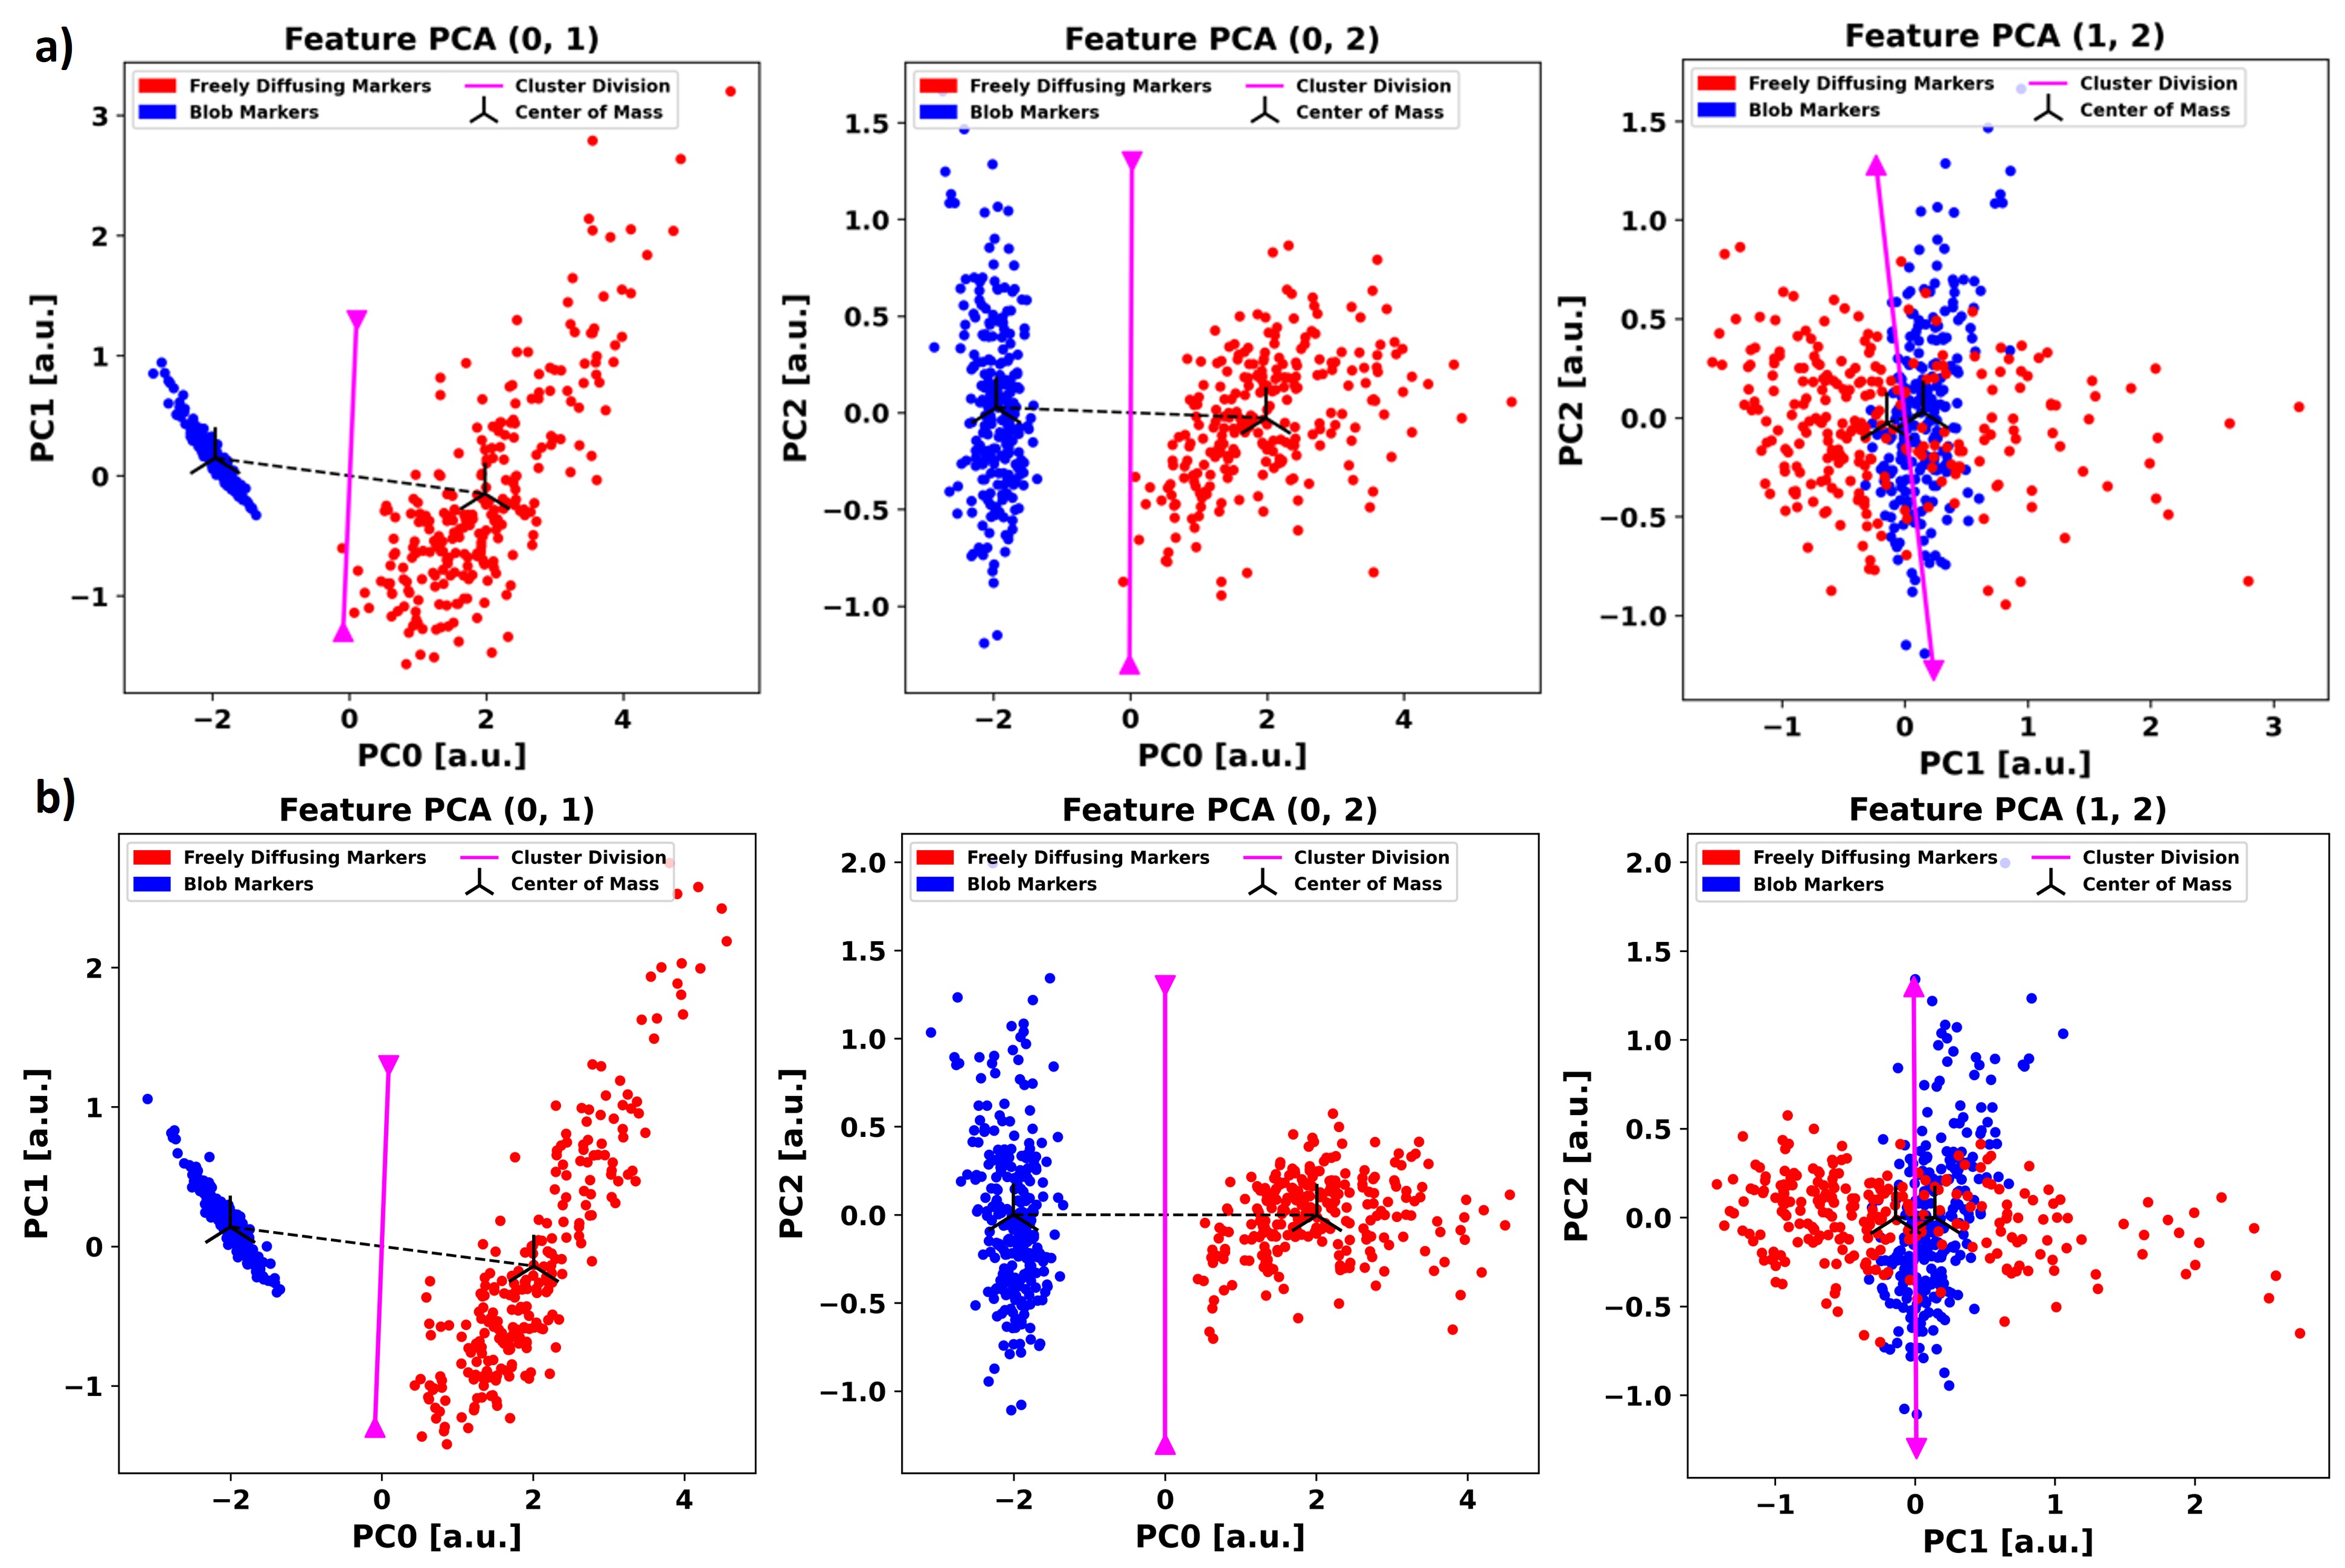 a)
Feature PCA (0, 1)
Freely Diffusing Markers
Blob Markers
Cluster Division
Center of Mass
3
2
1
0
−1
PC1 [a.u.]
−2
0
2
4
PC0 [a.u.]
Feature PCA (0, 2)
Freely Diffusing Markers
Blob Markers
Cluster Division
Center of Mass
1.5
1.0
0.5
0.0
−0.5
−1.0
PC2 [a.u.]
−2
0
2
4
PC0 [a.u.]
Feature PCA (1, 2)
Freely Diffusing Markers
Blob Markers
Cluster Division
Center of Mass
1.5
1.0
0.5
0.0
−0.5
−1.0
PC2 [a.u.]
−1
0
1
2
3
PC1 [a.u.]
b)
Feature PCA (0, 1)
Freely Diffusing Markers
Blob Markers
Cluster Division
Center of Mass
2
1
0
−1
PC1 [a.u.]
−2
0
2
4
PC0 [a.u.]
Feature PCA (0, 2)
Freely Diffusing Markers
Blob Markers
Cluster Division
Center of Mass
2.0
1.5
1.0
0.5
0.0
−0.5
−1.0
PC2 [a.u.]
−2
0
2
4
PC0 [a.u.]
Feature PCA (1, 2)
Freely Diffusing Markers
Blob Markers
Cluster Division
Center of Mass
2.0
1.5
1.0
0.5
0.0
−0.5
−1.0
PC2 [a.u.]
−1
0
1
2
PC1 [a.u.]